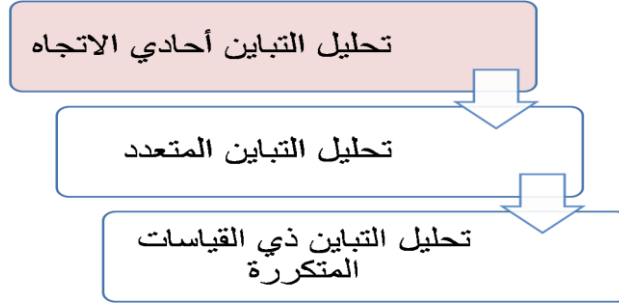 تحليل التباين أحادي الاتجاه
تحليل التباين المتعدد
تحليل التباين ذي القياسات
المتكررة